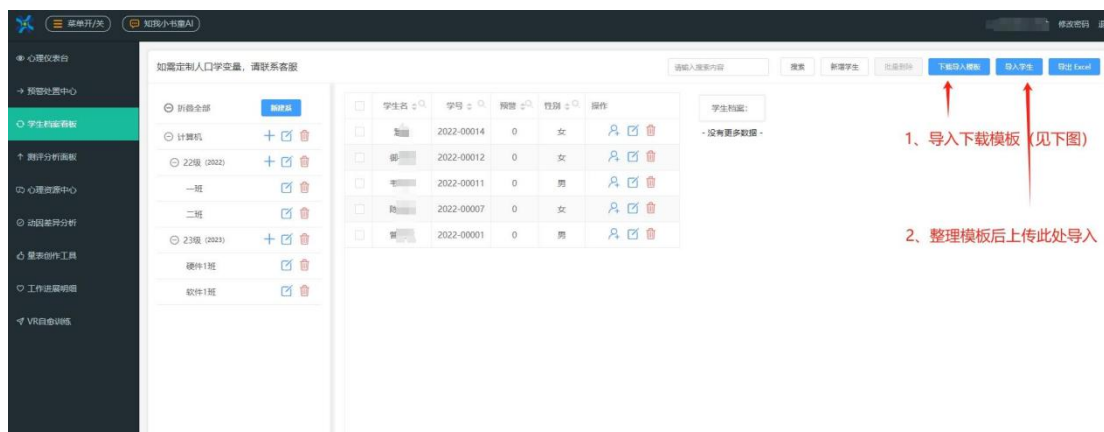 菜单开/关 知我小书童AI 修改密码
心理仪表台
预警处置中心
学生档案看板
测评分析面板
心理资源中心
动因差异分析
量表创作工具
工作进展明细
VR自愈训练
如需定制人口学变量，请联系客服 请输入搜索内容 搜索 新增学生 批量删除 下载导入模板 导入学生 导出 Excel
折叠全部 新建系
计算机
22级 (2022)
一班
二班
23级 (2023)
硬件1班
软件1班
学生名 学号 预警 性别 操作
2022-00014 0 女
2022-00012 0 女
2022-00011 0 男
2022-00007 0 女
2022-00001 0 男
学生档案：
- 没有更多数据 -
1、导入下载模板（见下图）
2、整理模板后上传此处导入